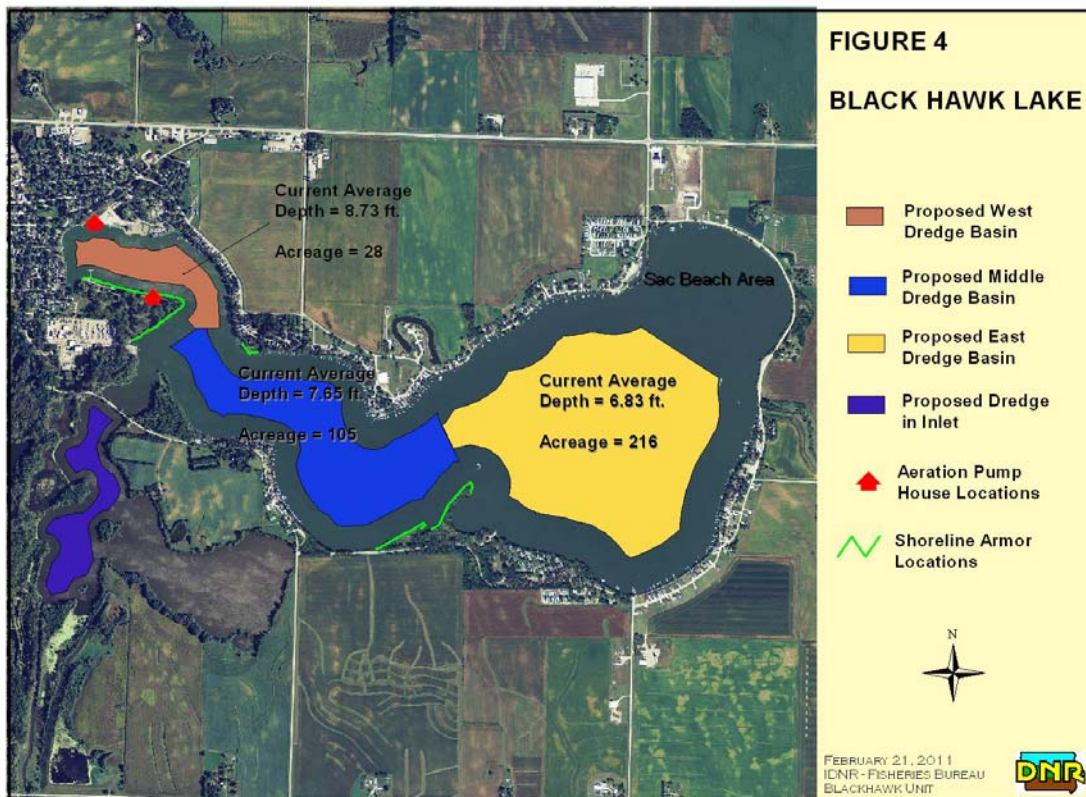 FIGURE 4
BLACK HAWK LAKE
Current Average
Depth = 8.73 ft.
Acreage = 28
Sac Beach Area
Current Average
Depth = 7.65 ft.
Acreage = 105
Current Average
Depth = 6.83 ft.
Acreage = 216
Proposed West
Dredge Basin
Proposed Middle
Dredge Basin
Proposed East
Dredge Basin
Proposed Dredge
in Inlet
Aeration Pump
House Locations
Shoreline Armor
Locations
N
FEBRUARY 21, 2011
IDNR - FISHERIES BUREAU
BLACKHAWK UNIT
DNR